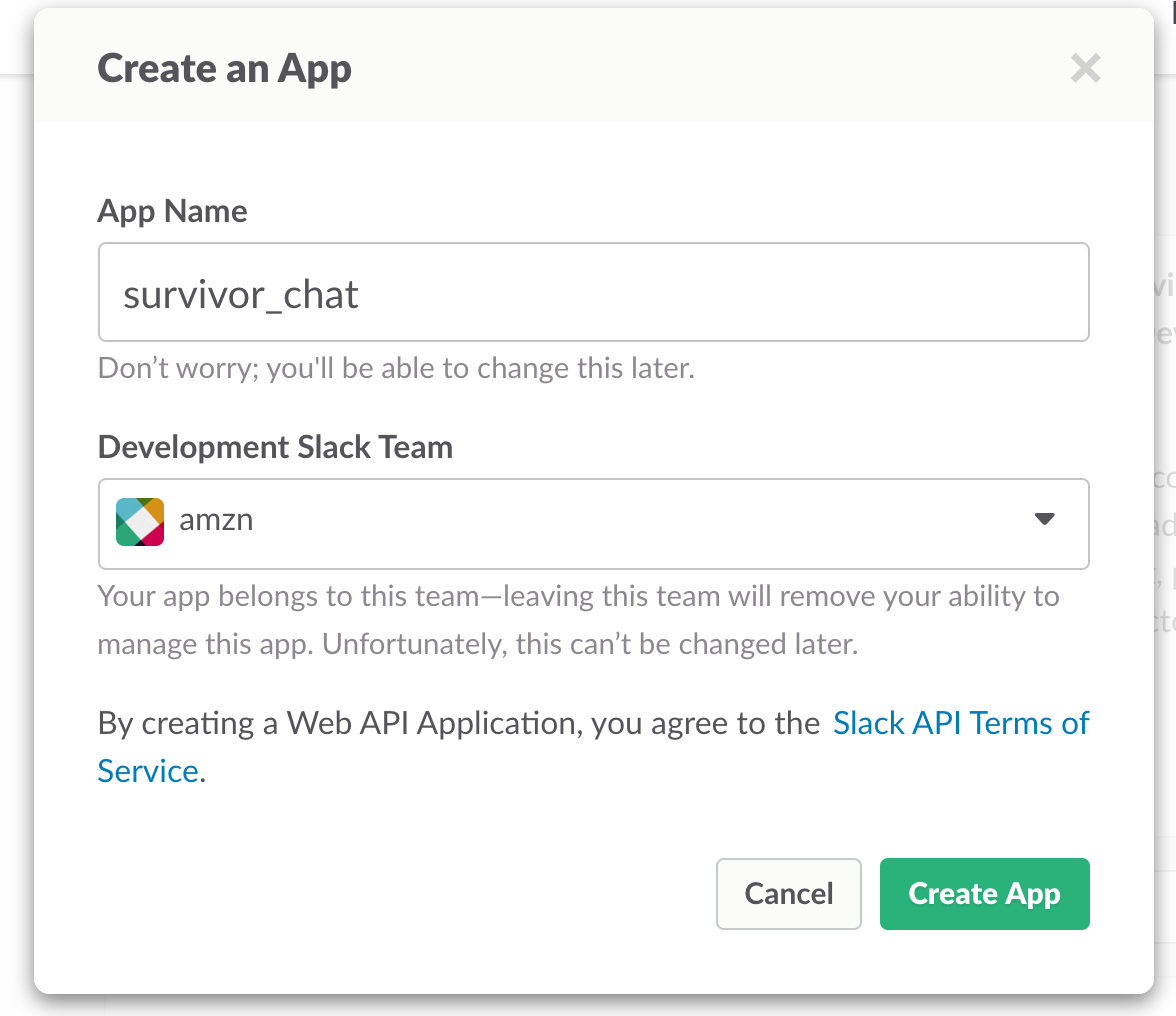 Create an App
App Name
survivor_chat
Don’t worry; you'll be able to change this later.
Development Slack Team
amzn
Your app belongs to this team—leaving this team will remove your ability to
manage this app. Unfortunately, this can’t be changed later.
By creating a Web API Application, you agree to the Slack API Terms of
Service.
Cancel
Create App